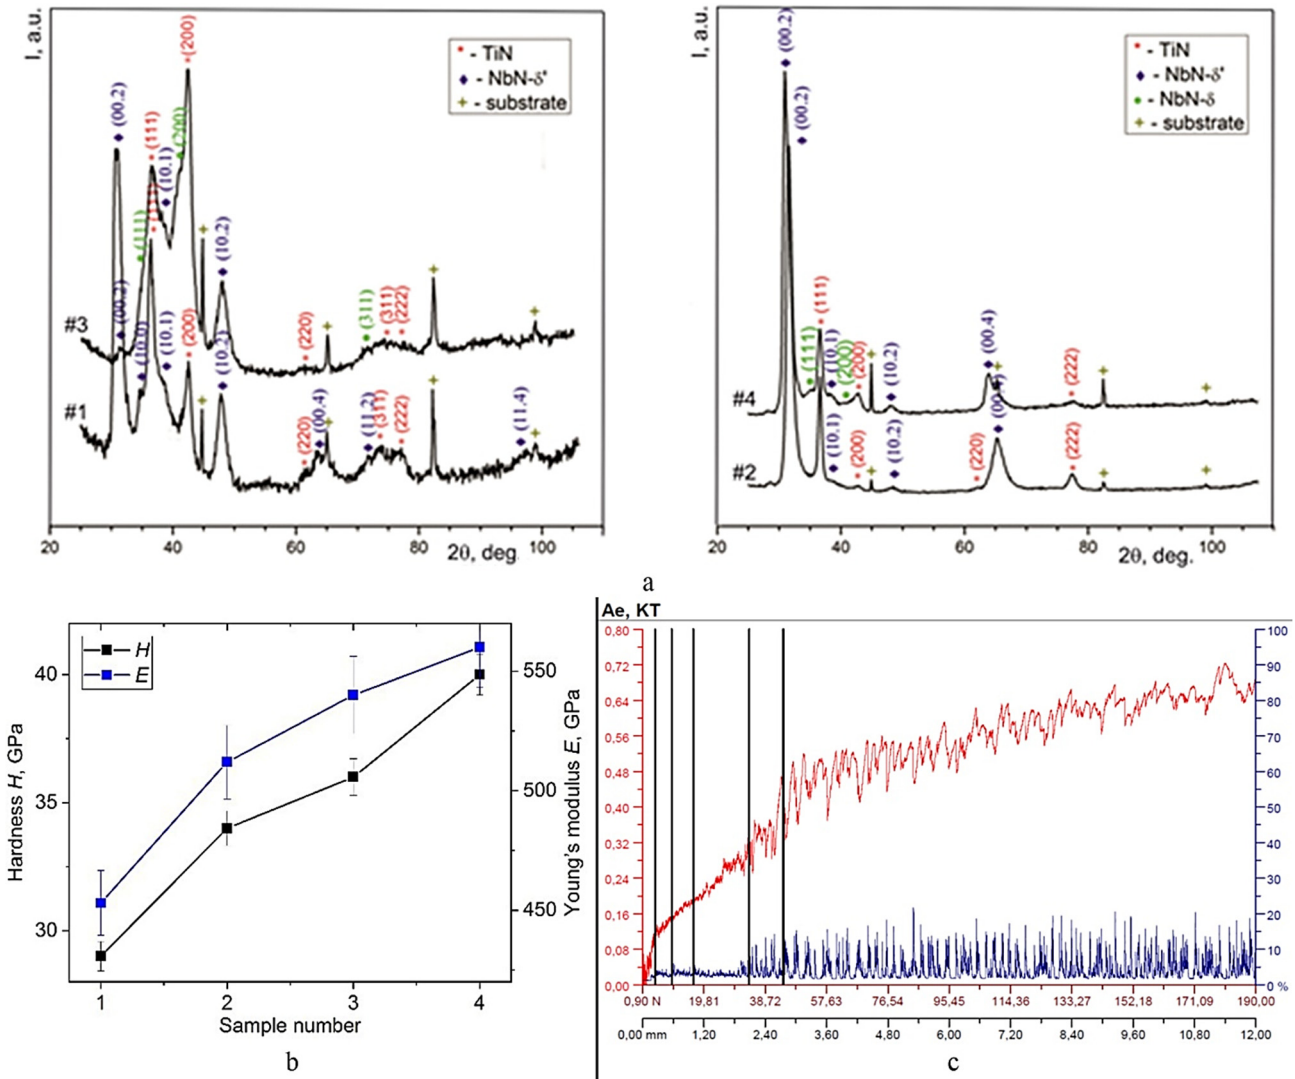 I, a.u.
(200)
* - TiN
◆ - NbN-δ'
+ - substrate
(00.2)
(111)
(10.1)
(200)
(111)
(111)
(10.2)
(00.2)
(10.0)
(10.1)
(200)
(10.2)
#3
(220)
(311)
(311)
(222)
#1
(220)
(00.4)
(11.2)
(311)
(222)
(11.4)
20 40 60 80 100
2θ, deg.
I, a.u.
(00.2)
(00.2)
* - TiN
◆ - NbN-δ'
● - NbN-δ
+ - substrate
(111)
(111)
(10.1)
(200)
(200)
(10.2)
(00.4)
(222)
#4
(10.1)
(200)
(10.2)
(220)
(222)
#2
20 40 60 80 100
2θ, deg.
a
H
E
40
35
30
Hardness H, GPa
550
500
450
Young's modulus E, GPa
1 2 3 4
Sample number
b
Ae, KT
0,80 100
0,72 90
0,64 80
0,56 70
0,48 60
0,40 50
0,32 40
0,24 30
0,16 20
0,08 10
0,00 0 %
0,90 N 19,81 38,72 57,63 76,54 95,45 114,36 133,27 152,18 171,09 190,00
0,00 mm 1,20 2,40 3,60 4,80 6,00 7,20 8,40 9,60 10,80 12,00
c